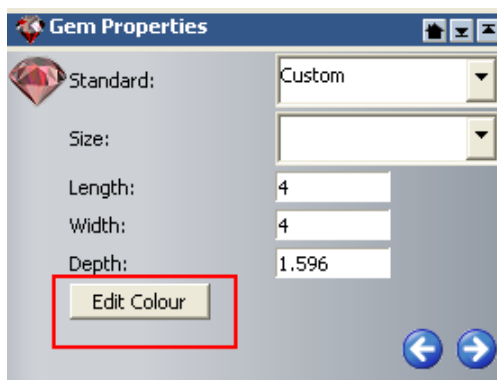 Gem Properties
Standard: Custom
Size:
Length: 4
Width: 4
Depth: 1.596
Edit Colour